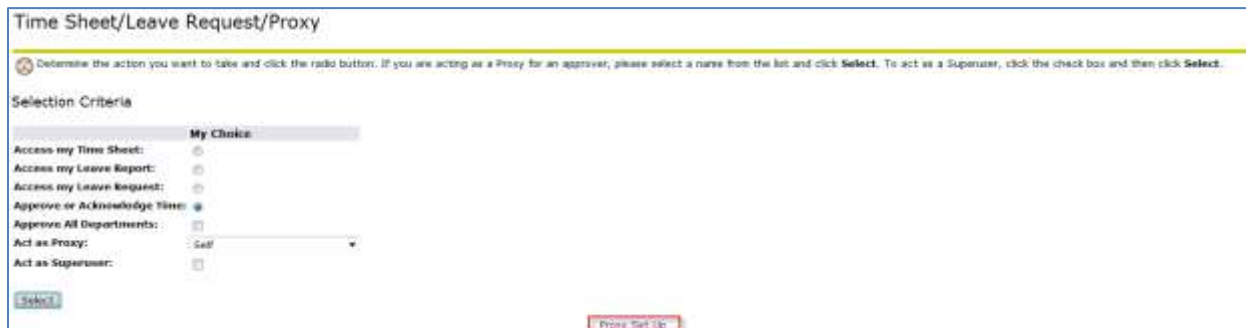 Time Sheet/Leave Request/Proxy
Determine the action you want to take and click the radio button. If you are acting as a Proxy for an approver, please select a name from the list and click Select. To act as a Superuser, click the check box and then click Select.
Selection Criteria
My Choice
Access my Time Sheet:
Access my Leave Report:
Access my Leave Request:
Approve or Acknowledge Time:
Approve All Departments:
Act as Proxy: Self
Act as Superuser:
Select
Proxy Set Up